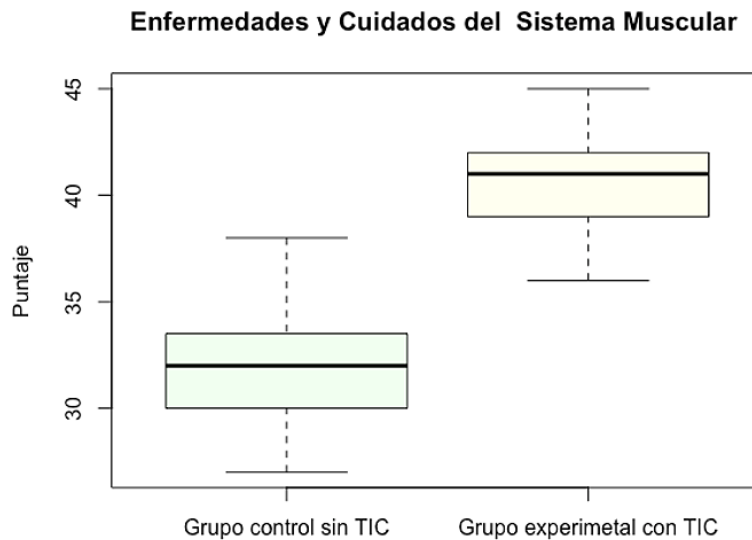 Enfermedades y Cuidados del  Sistema Muscular
45
40
35
30
Puntaje
Grupo control sin TIC
Grupo experimetal con TIC